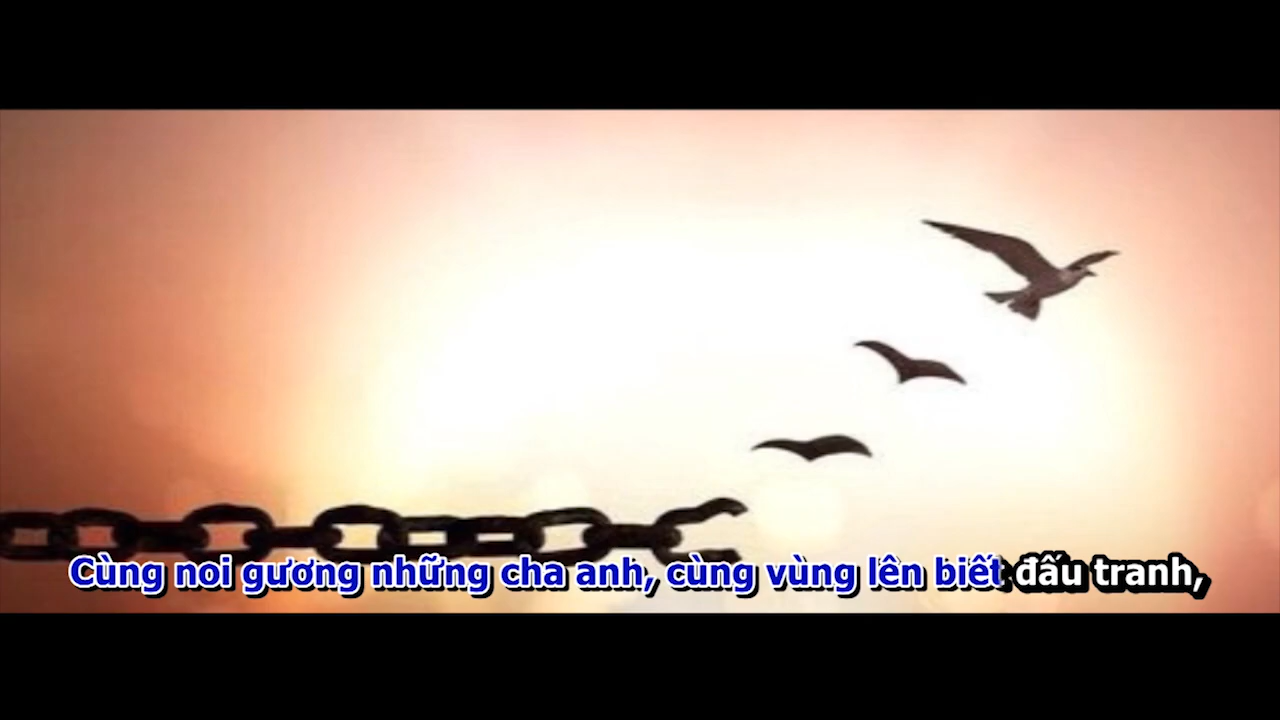 Cùng noi gương những cha anh, cùng vùng lên biết đấu tranh,